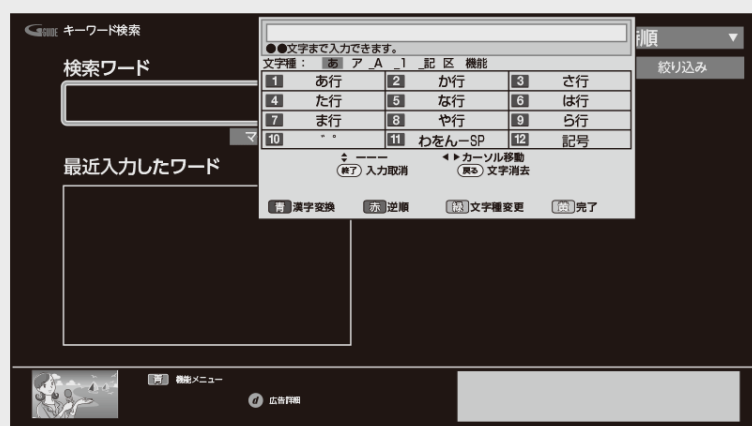 GGUIDE キーワード検索
順 ▼
検索ワード
絞り込み
マ
最近入力したワード
●●文字まで入力できます。
文字種： あ ア _A _1 _記 区 機能
1 あ行 2 か行 3 さ行
4 た行 5 な行 6 は行
7 ま行 8 や行 9 ら行
10 ゛゜ 11 わをんーSP 12 記号
ーーー ◀▶カーソル移動
終了 入力取消 戻る 文字消去
青 漢字変換 赤 逆順 緑 文字種変更 黄 完了
青 機能メニュー
d 広告詳細